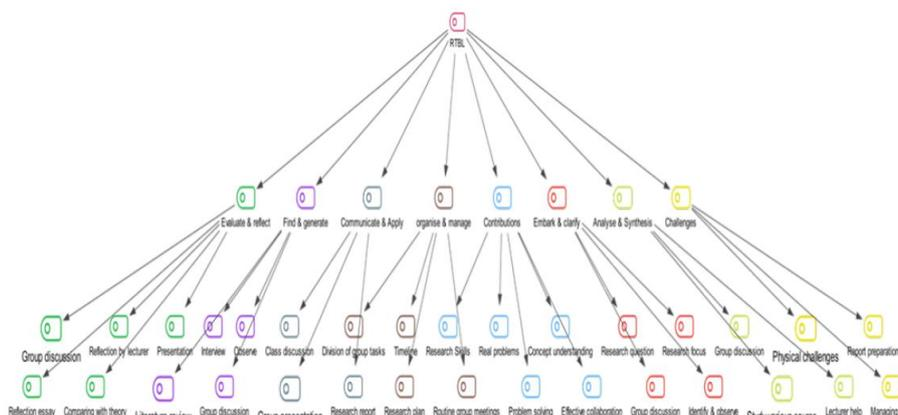 RTBL
Evaluate & reflect Find & generate Communicate & Apply organise & manage Contributions Embark & clarify Analyse & Synthesis Challenges
Group discussion Reflection by lecturer Presentation Interview Observe Class discussion Division of group tasks Timeline Research Skills Real problems Concept understanding Research question Research focus Group discussion Physical challenges Report preparation
Reflection essay Comparing with theory Literature review Group discussion Group presentation Research report Research plan Routine group meetings Problem solving Effective collaboration Group discussion Identify & observe Lecturer help Managing